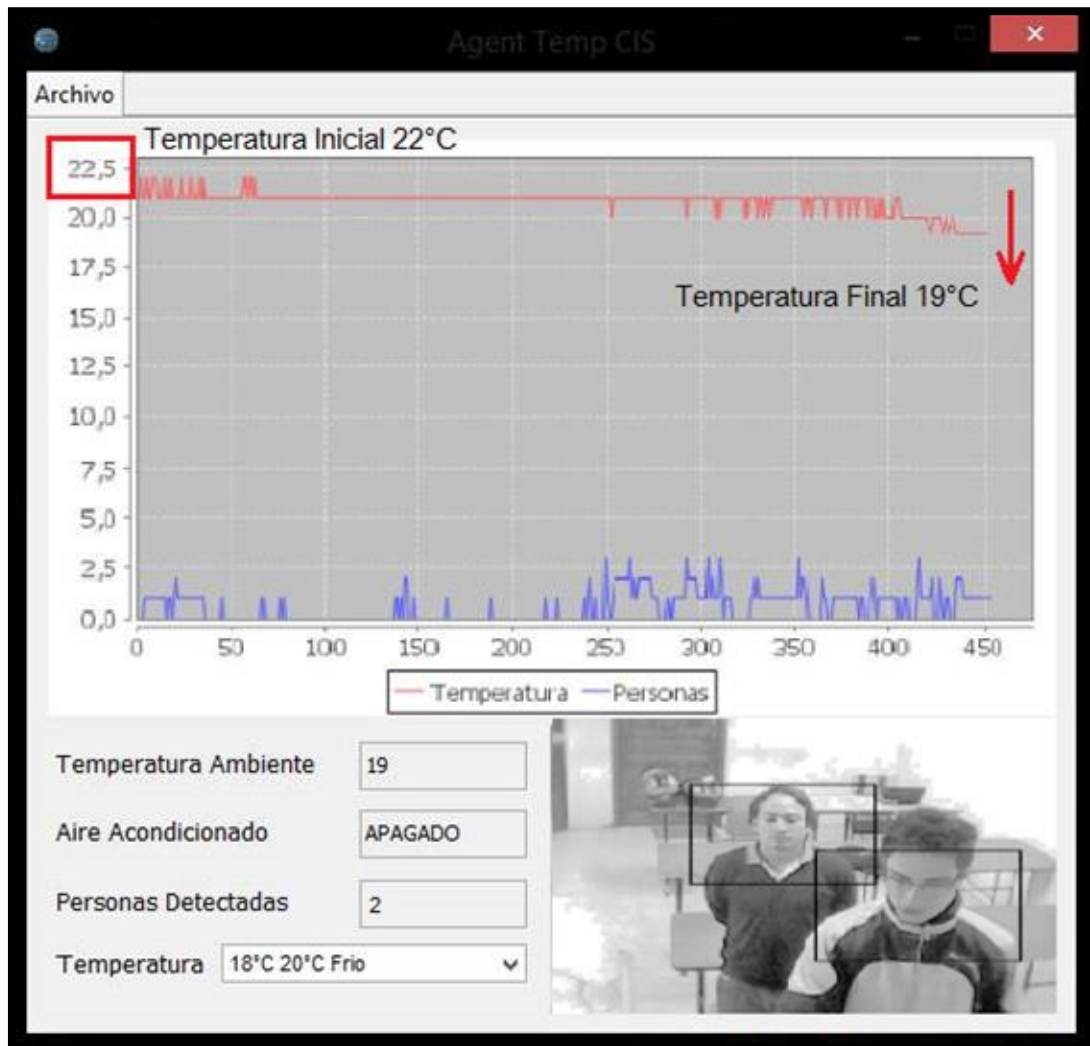 Agent Temp CIS
Archivo
Temperatura Inicial 22°C
22,5
20,0
17,5
Temperatura Final 19°C
15,0
12,5
10,0
7,5
5,0
2,5
0,0
0 50 100 150 200 250 300 350 400 450
Temperatura Personas
Temperatura Ambiente 19
Aire Acondicionado APAGADO
Personas Detectadas 2
Temperatura 18°C 20°C Frio